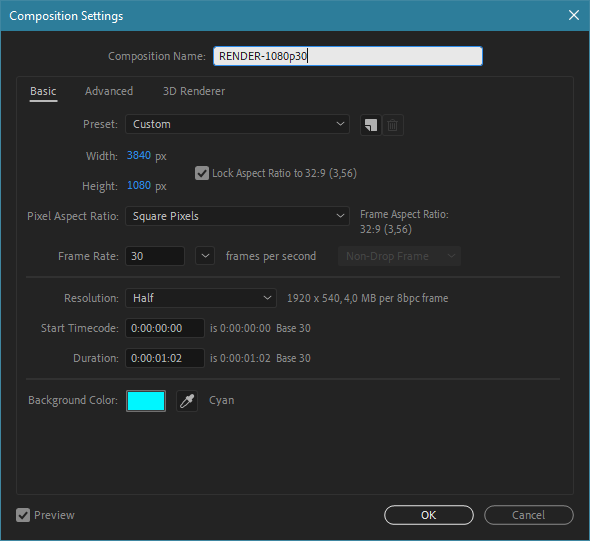 Composition Settings
Composition Name: RENDER-1080p30
Basic Advanced 3D Renderer
Preset: Custom
Width: 3840 px
Lock Aspect Ratio to 32:9 (3,56)
Height: 1080 px
Pixel Aspect Ratio: Square Pixels
Frame Aspect Ratio:
32:9 (3,56)
Frame Rate: 30 frames per second Non-Drop Frame
Resolution: Half 1920 x 540, 4,0 MB per 8bpc frame
Start Timecode: 0:00:00:00 is 0:00:00:00 Base 30
Duration: 0:00:01:02 is 0:00:01:02 Base 30
Background Color: Cyan
Preview OK Cancel